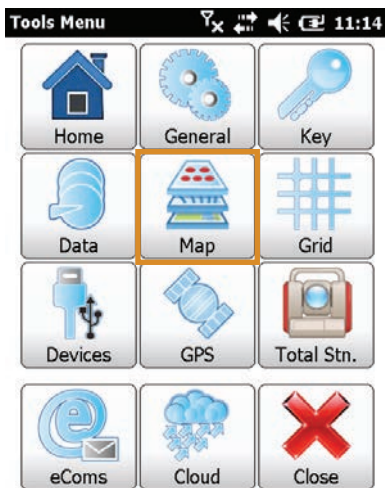 Tools Menu 11:14
Home General Key
Data Map Grid
Devices GPS Total Stn.
eComs Cloud Close